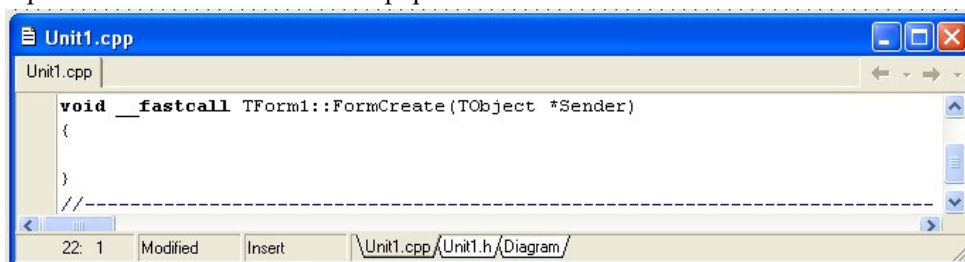 Unit1.cpp
Unit1.cpp
void __fastcall TForm1::FormCreate(TObject *Sender)
{
}
//---------------------------------------------------------------------------
22: 1 Modified Insert \Unit1.cpp/Unit1.h/Diagram/